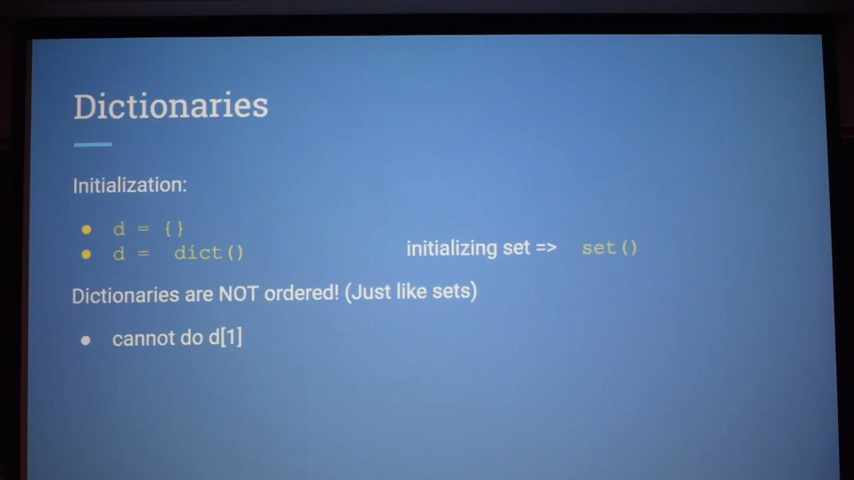 Dictionaries
Initialization:
d = {}
d = dict()
initializing set => set()
Dictionaries are NOT ordered! (Just like sets)
cannot do d[1]